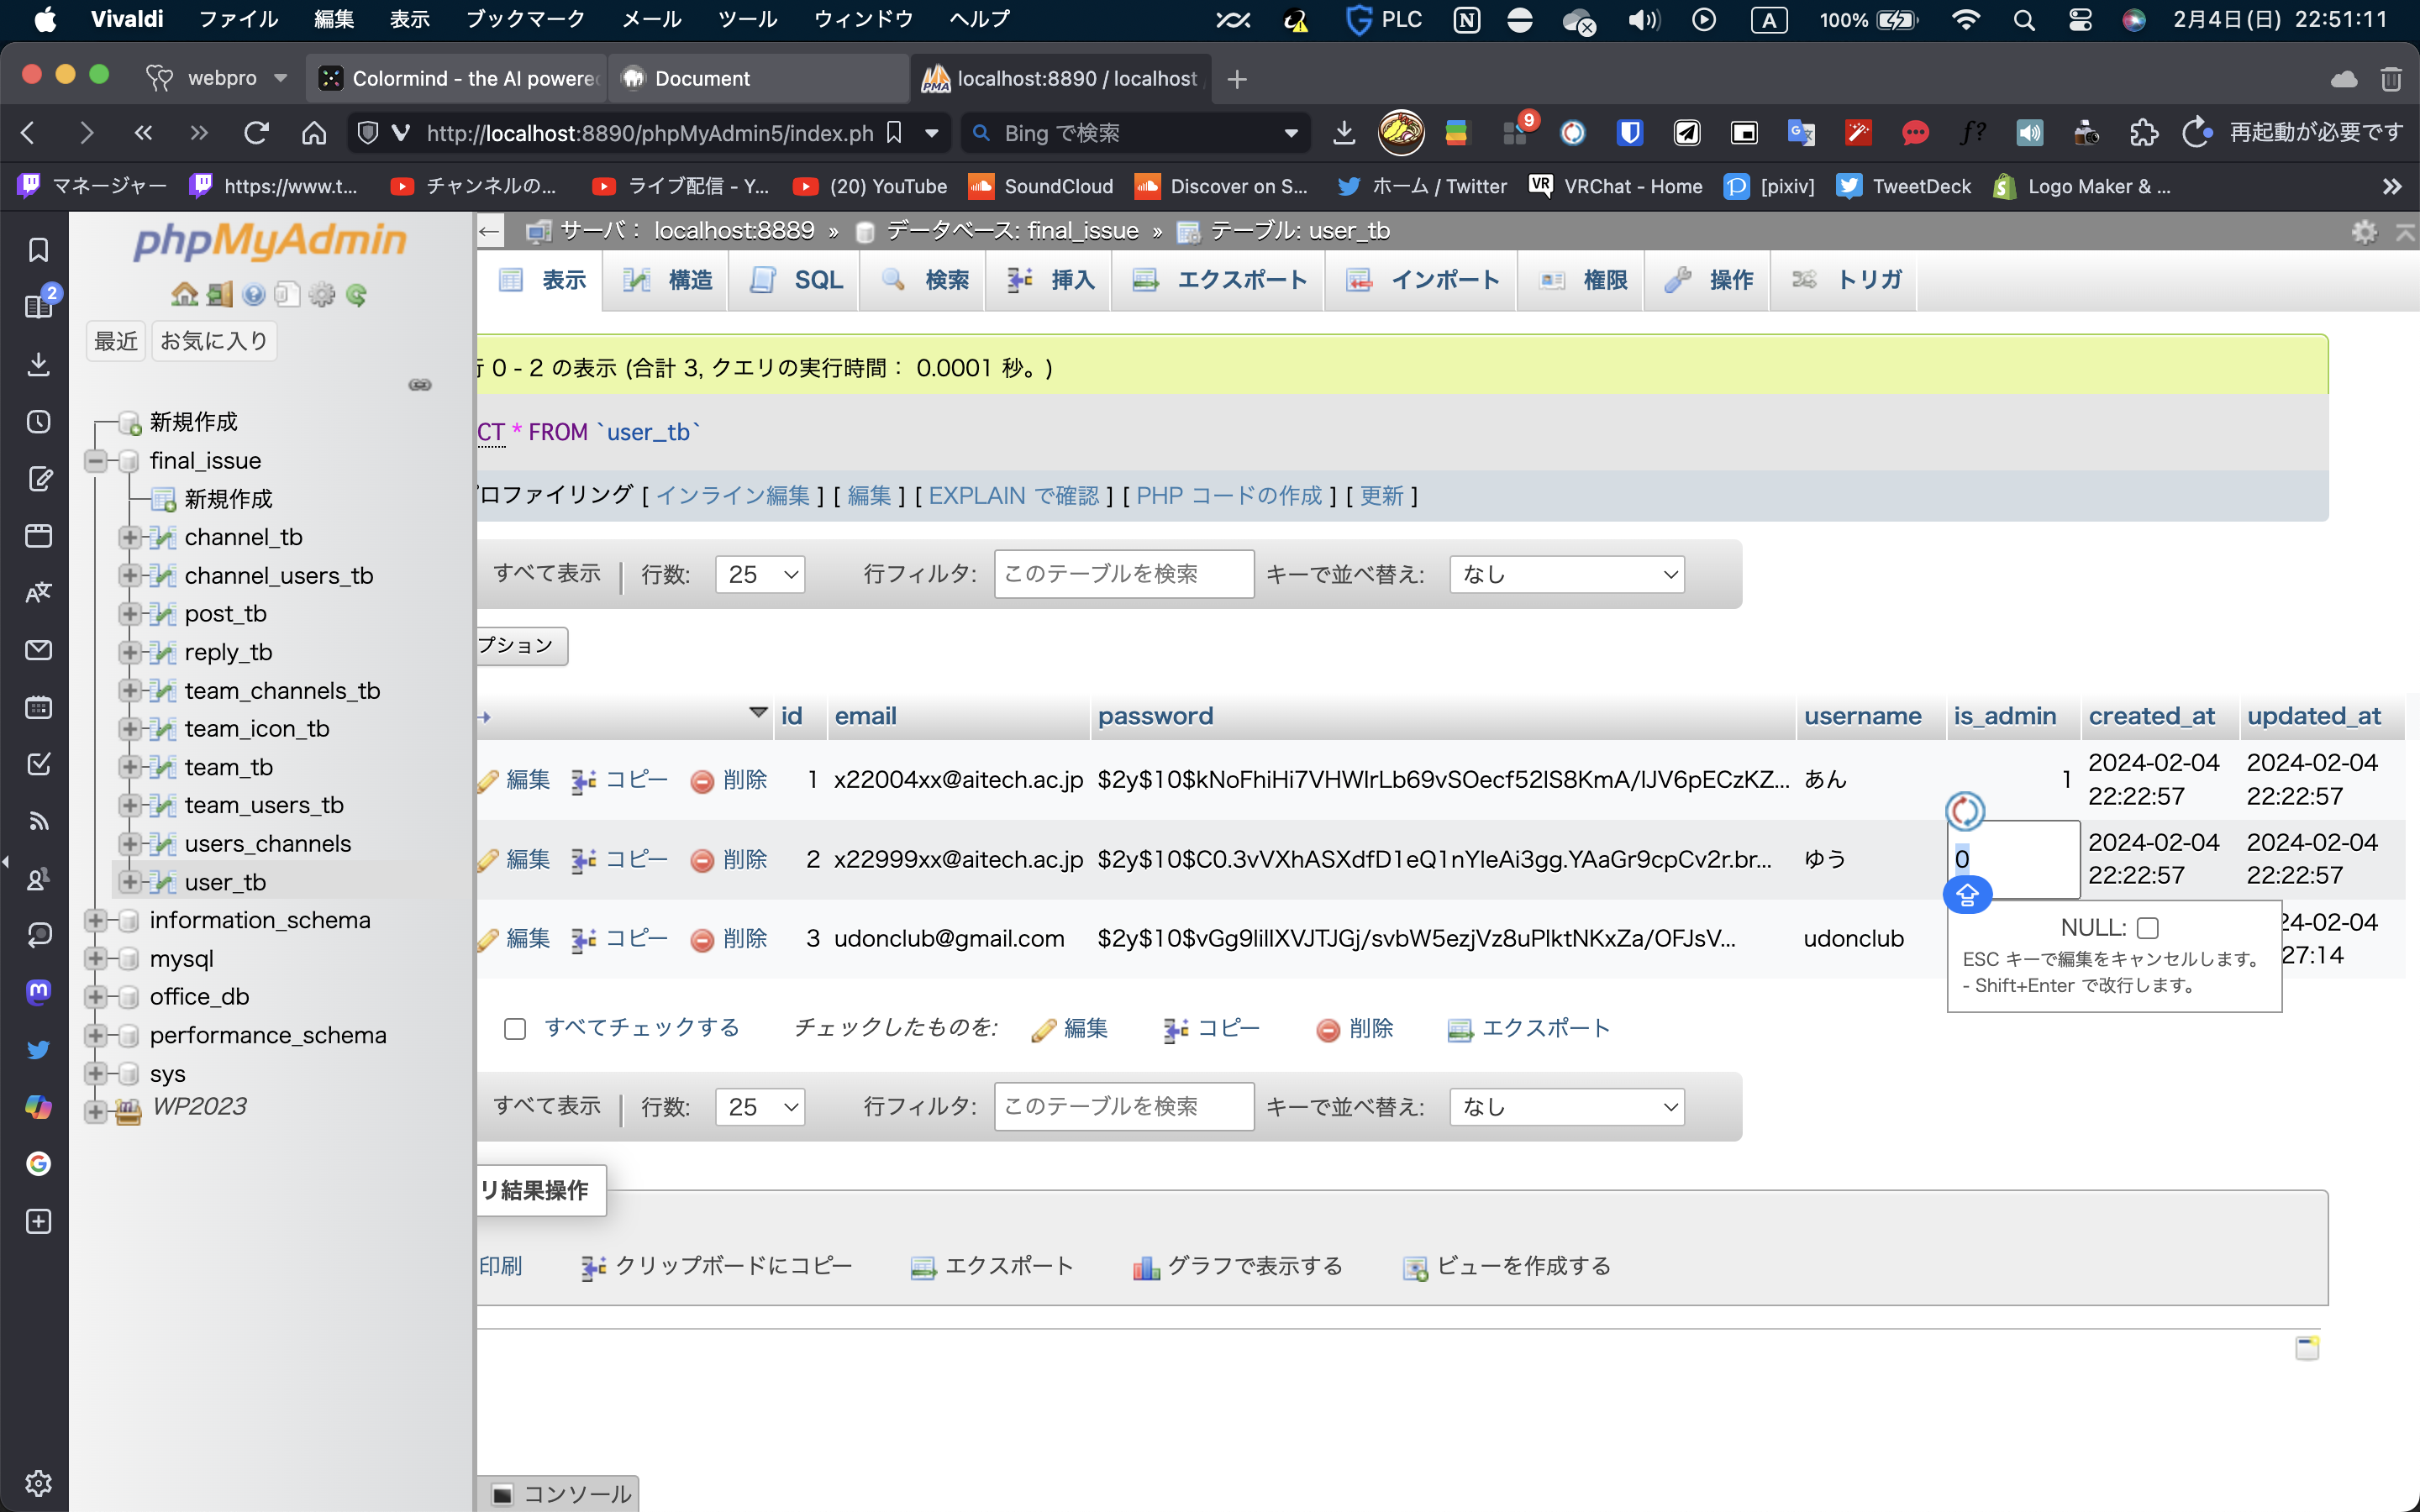 Vivaldi ファイル 編集 表示 ブックマーク メール ツール ウィンドウ ヘルプ PLC A 100% 2月4日(日) 22:51:11
webpro Colormind - the AI powere Document localhost:8890 / localhost
http://localhost:8890/phpMyAdmin5/index.ph Bing で検索 9 再起動が必要です
マネージャー https://www.t... チャンネルの... ライブ配信 - Y... (20) YouTube SoundCloud Discover on S... ホーム / Twitter VRChat - Home [pixiv] TweetDeck Logo Maker & ...
phpMyAdmin
最近 お気に入り
新規作成
final_issue
新規作成
channel_tb
channel_users_tb
post_tb
reply_tb
team_channels_tb
team_icon_tb
team_tb
team_users_tb
users_channels
user_tb
information_schema
mysql
office_db
performance_schema
sys
WP2023
2
サーバ: localhost:8889 » データベース: final_issue » テーブル: user_tb
表示 構造 SQL 検索 挿入 エクスポート インポート 権限 操作 トリガ
行 0 - 2 の表示 (合計 3, クエリの実行時間: 0.0001 秒。)
CT * FROM `user_tb`
プロファイリング [ インライン編集 ] [ 編集 ] [ EXPLAIN で確認 ] [ PHP コードの作成 ] [ 更新 ]
すべて表示 行数: 25 行フィルタ: このテーブルを検索 キーで並べ替え: なし
プション
id email password username is_admin created_at updated_at
編集 コピー 削除 1 x22004xx@aitech.ac.jp あん 1 2024-02-04 22:22:57 2024-02-04 22:22:57
編集 コピー 削除 2 x22999xx@aitech.ac.jp ゆう 0 2024-02-04 22:22:57 2024-02-04 22:22:57
編集 コピー 削除 3 udonclub@gmail.com udonclub 24-02-04 27:14
NULL:
ESC キーで編集をキャンセルします。
- Shift+Enter で改行します。
すべてチェックする チェックしたものを: 編集 コピー 削除 エクスポート
すべて表示 行数: 25 行フィルタ: このテーブルを検索 キーで並べ替え: なし
リ結果操作
印刷 クリップボードにコピー エクスポート グラフで表示する ビューを作成する
コンソール